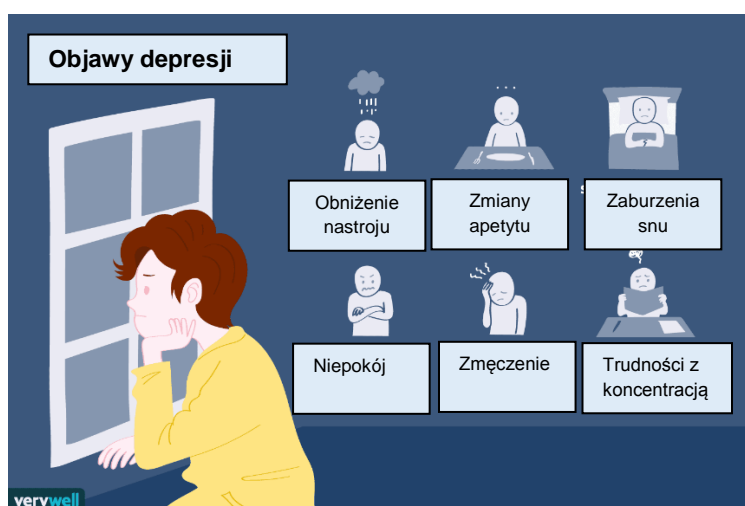 Objawy depresji
Obniżenie
nastroju
Zmiany
apetytu
Zaburzenia
snu
Niepokój
Zmęczenie
Trudności z
koncentracją
verywell